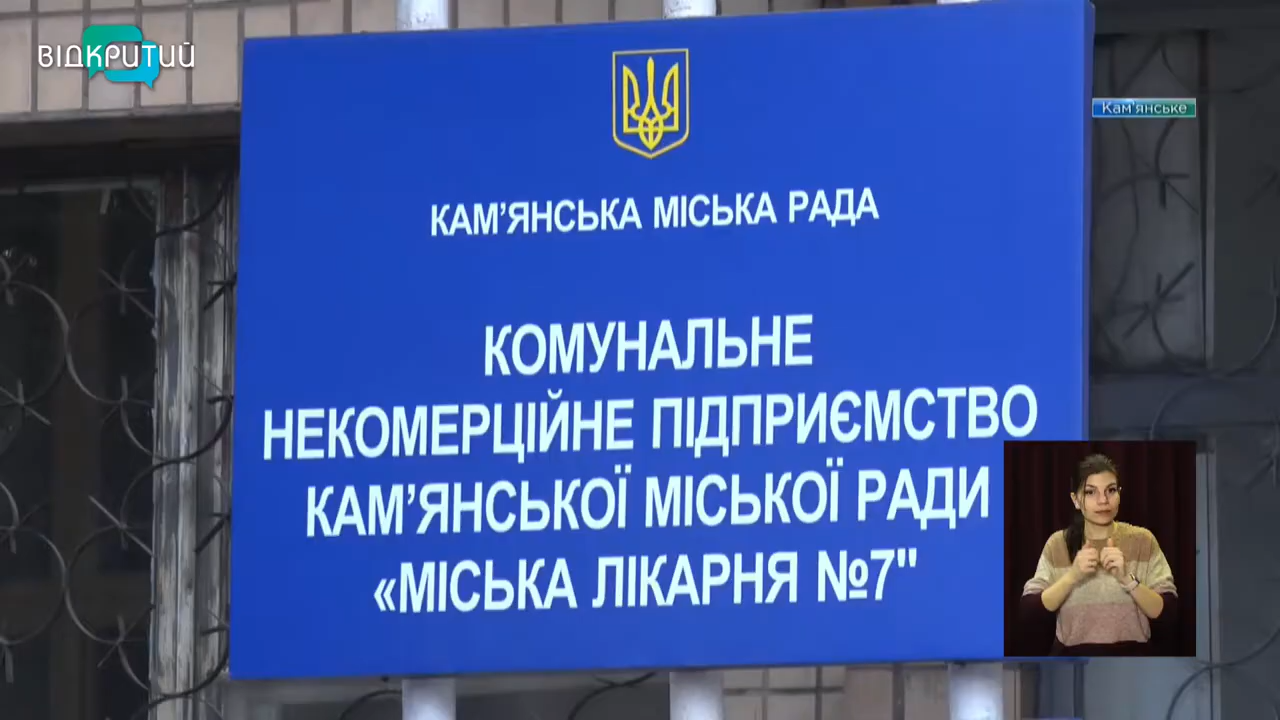 ВІДКРИТИЙ
Кам'янське
КАМ'ЯНСЬКА МІСЬКА РАДА
КОМУНАЛЬНЕ
НЕКОМЕРЦІЙНЕ ПІДПРИЄМСТВО
КАМ'ЯНСЬКОЇ МІСЬКОЇ РАДИ
«МІСЬКА ЛІКАРНЯ №7"